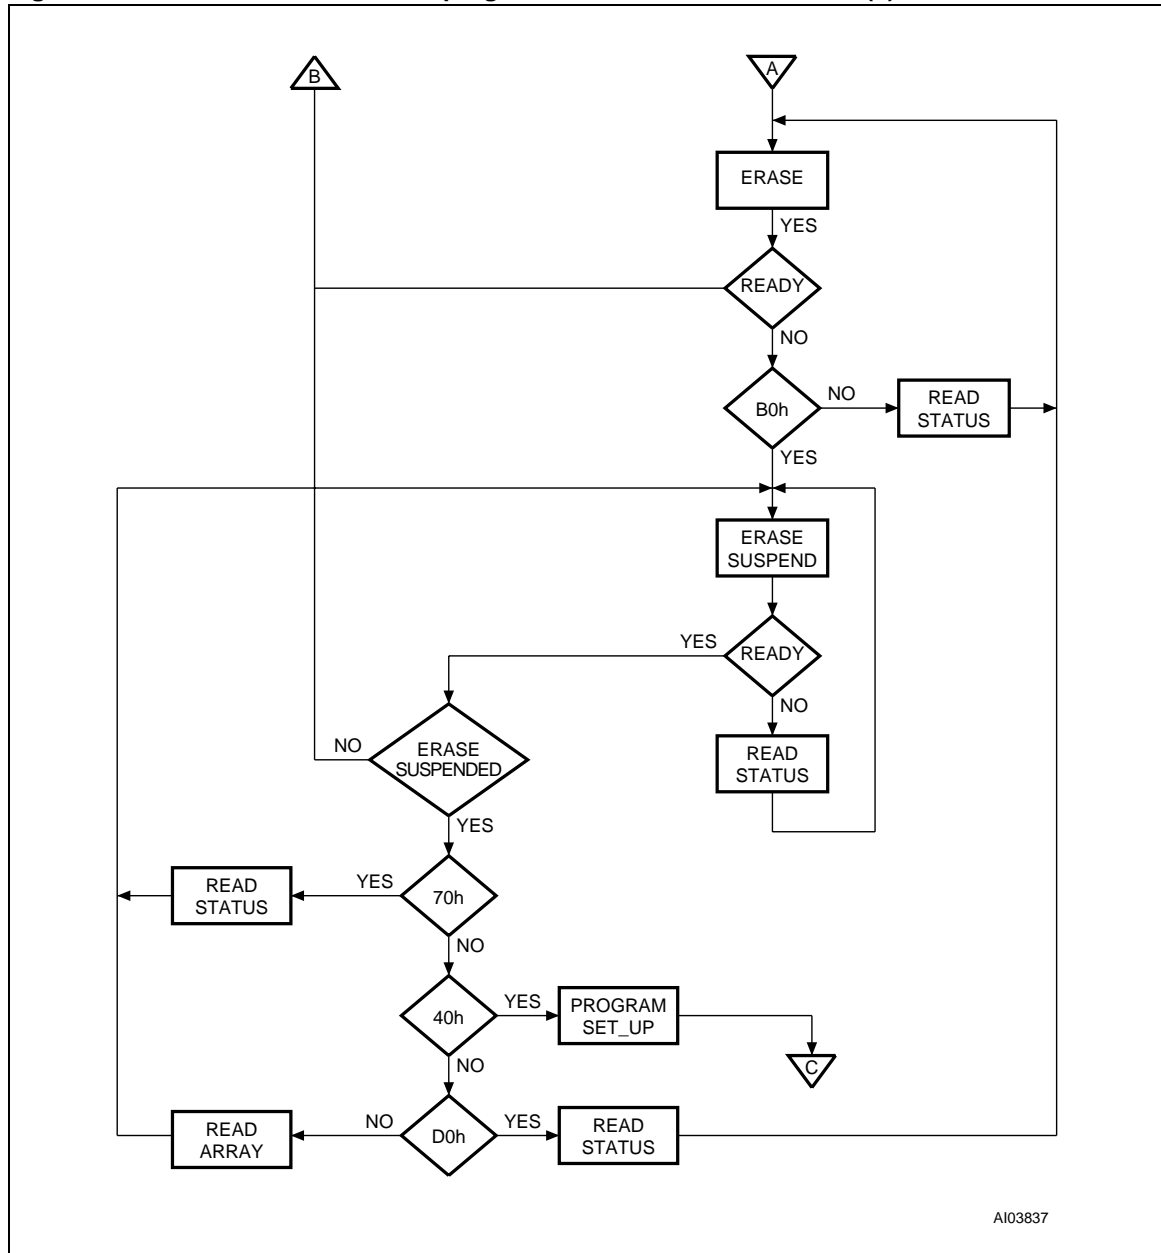 B
A
ERASE
YES
READY
NO
B0h
NO
READ
STATUS
YES
ERASE
SUSPEND
YES
READY
NO
NO
ERASE
SUSPENDED
READ
STATUS
YES
READ
STATUS
YES
70h
NO
40h
YES
PROGRAM
SET_UP
C
NO
READ
ARRAY
NO
D0h
YES
READ
STATUS
AI03837